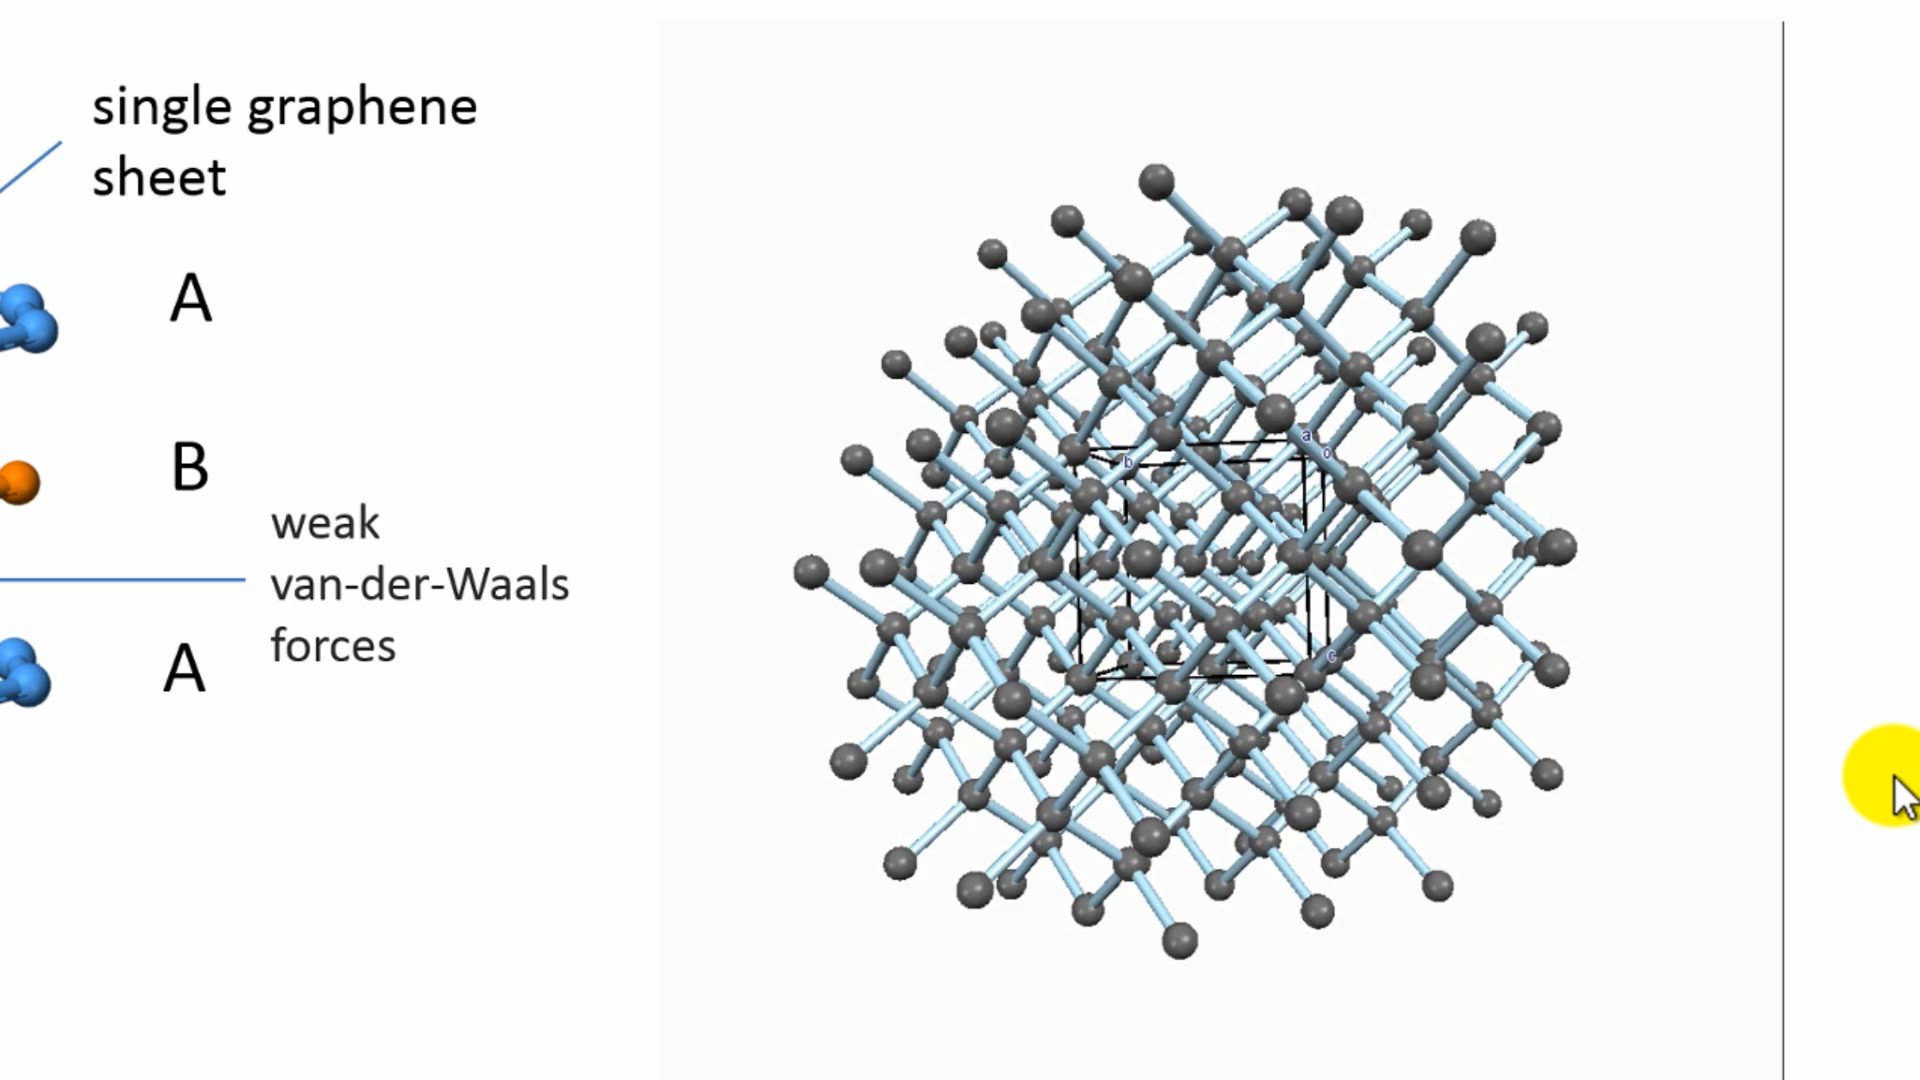 single graphene
sheet
A
B
weak
van-der-Waals
forces
A
a
o
b
c